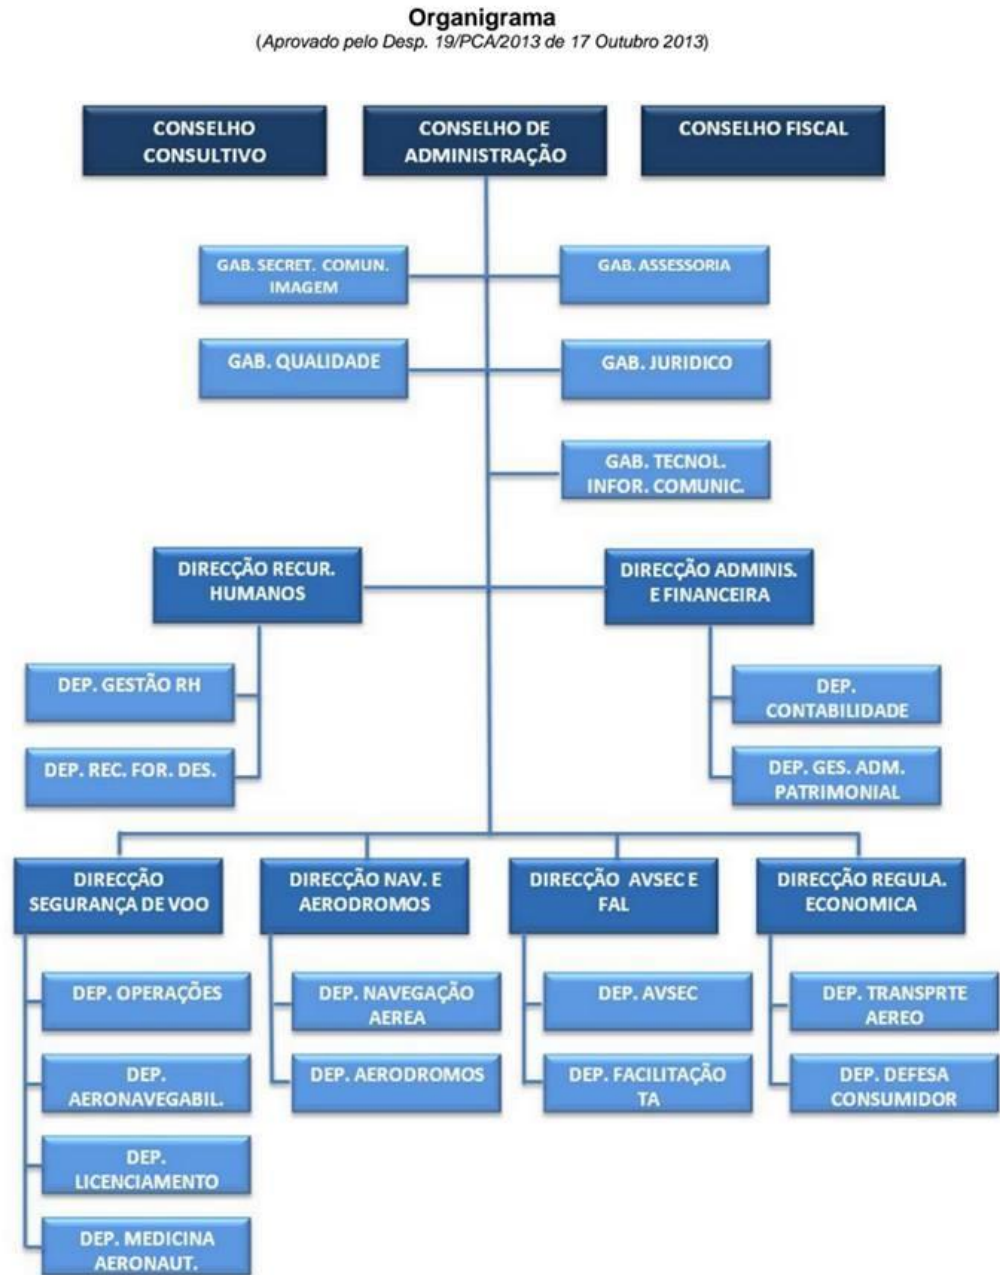 Organigrama
(Aprovado pelo Desp. 19/PCA/2013 de 17 Outubro 2013)
CONSELHO
CONSULTIVO
CONSELHO DE
ADMINISTRAÇÃO
CONSELHO FISCAL
GAB. SECRET. COMUN.
IMAGEM
GAB. ASSESSORIA
GAB. QUALIDADE
GAB. JURIDICO
GAB. TECNOL.
INFOR. COMUNIC.
DIRECÇÃO RECUR.
HUMANOS
DIRECÇÃO ADMINIS.
E FINANCEIRA
DEP. GESTÃO RH
DEP. REC. FOR. DES.
DEP.
CONTABILIDADE
DEP. GES. ADM.
PATRIMONIAL
DIRECÇÃO
SEGURANÇA DE VOO
DIRECÇÃO NAV. E
AERODROMOS
DIRECÇÃO AVSEC E
FAL
DIRECÇÃO REGULA.
ECONOMICA
DEP. OPERAÇÕES
DEP.
AERONAVEGABIL.
DEP.
LICENCIAMENTO
DEP. MEDICINA
AERONAUT.
DEP. NAVEGAÇÃO
AEREA
DEP. AERODROMOS
DEP. AVSEC
DEP. FACILITAÇÃO
TA
DEP. TRANSPRTE
AEREO
DEP. DEFESA
CONSUMIDOR